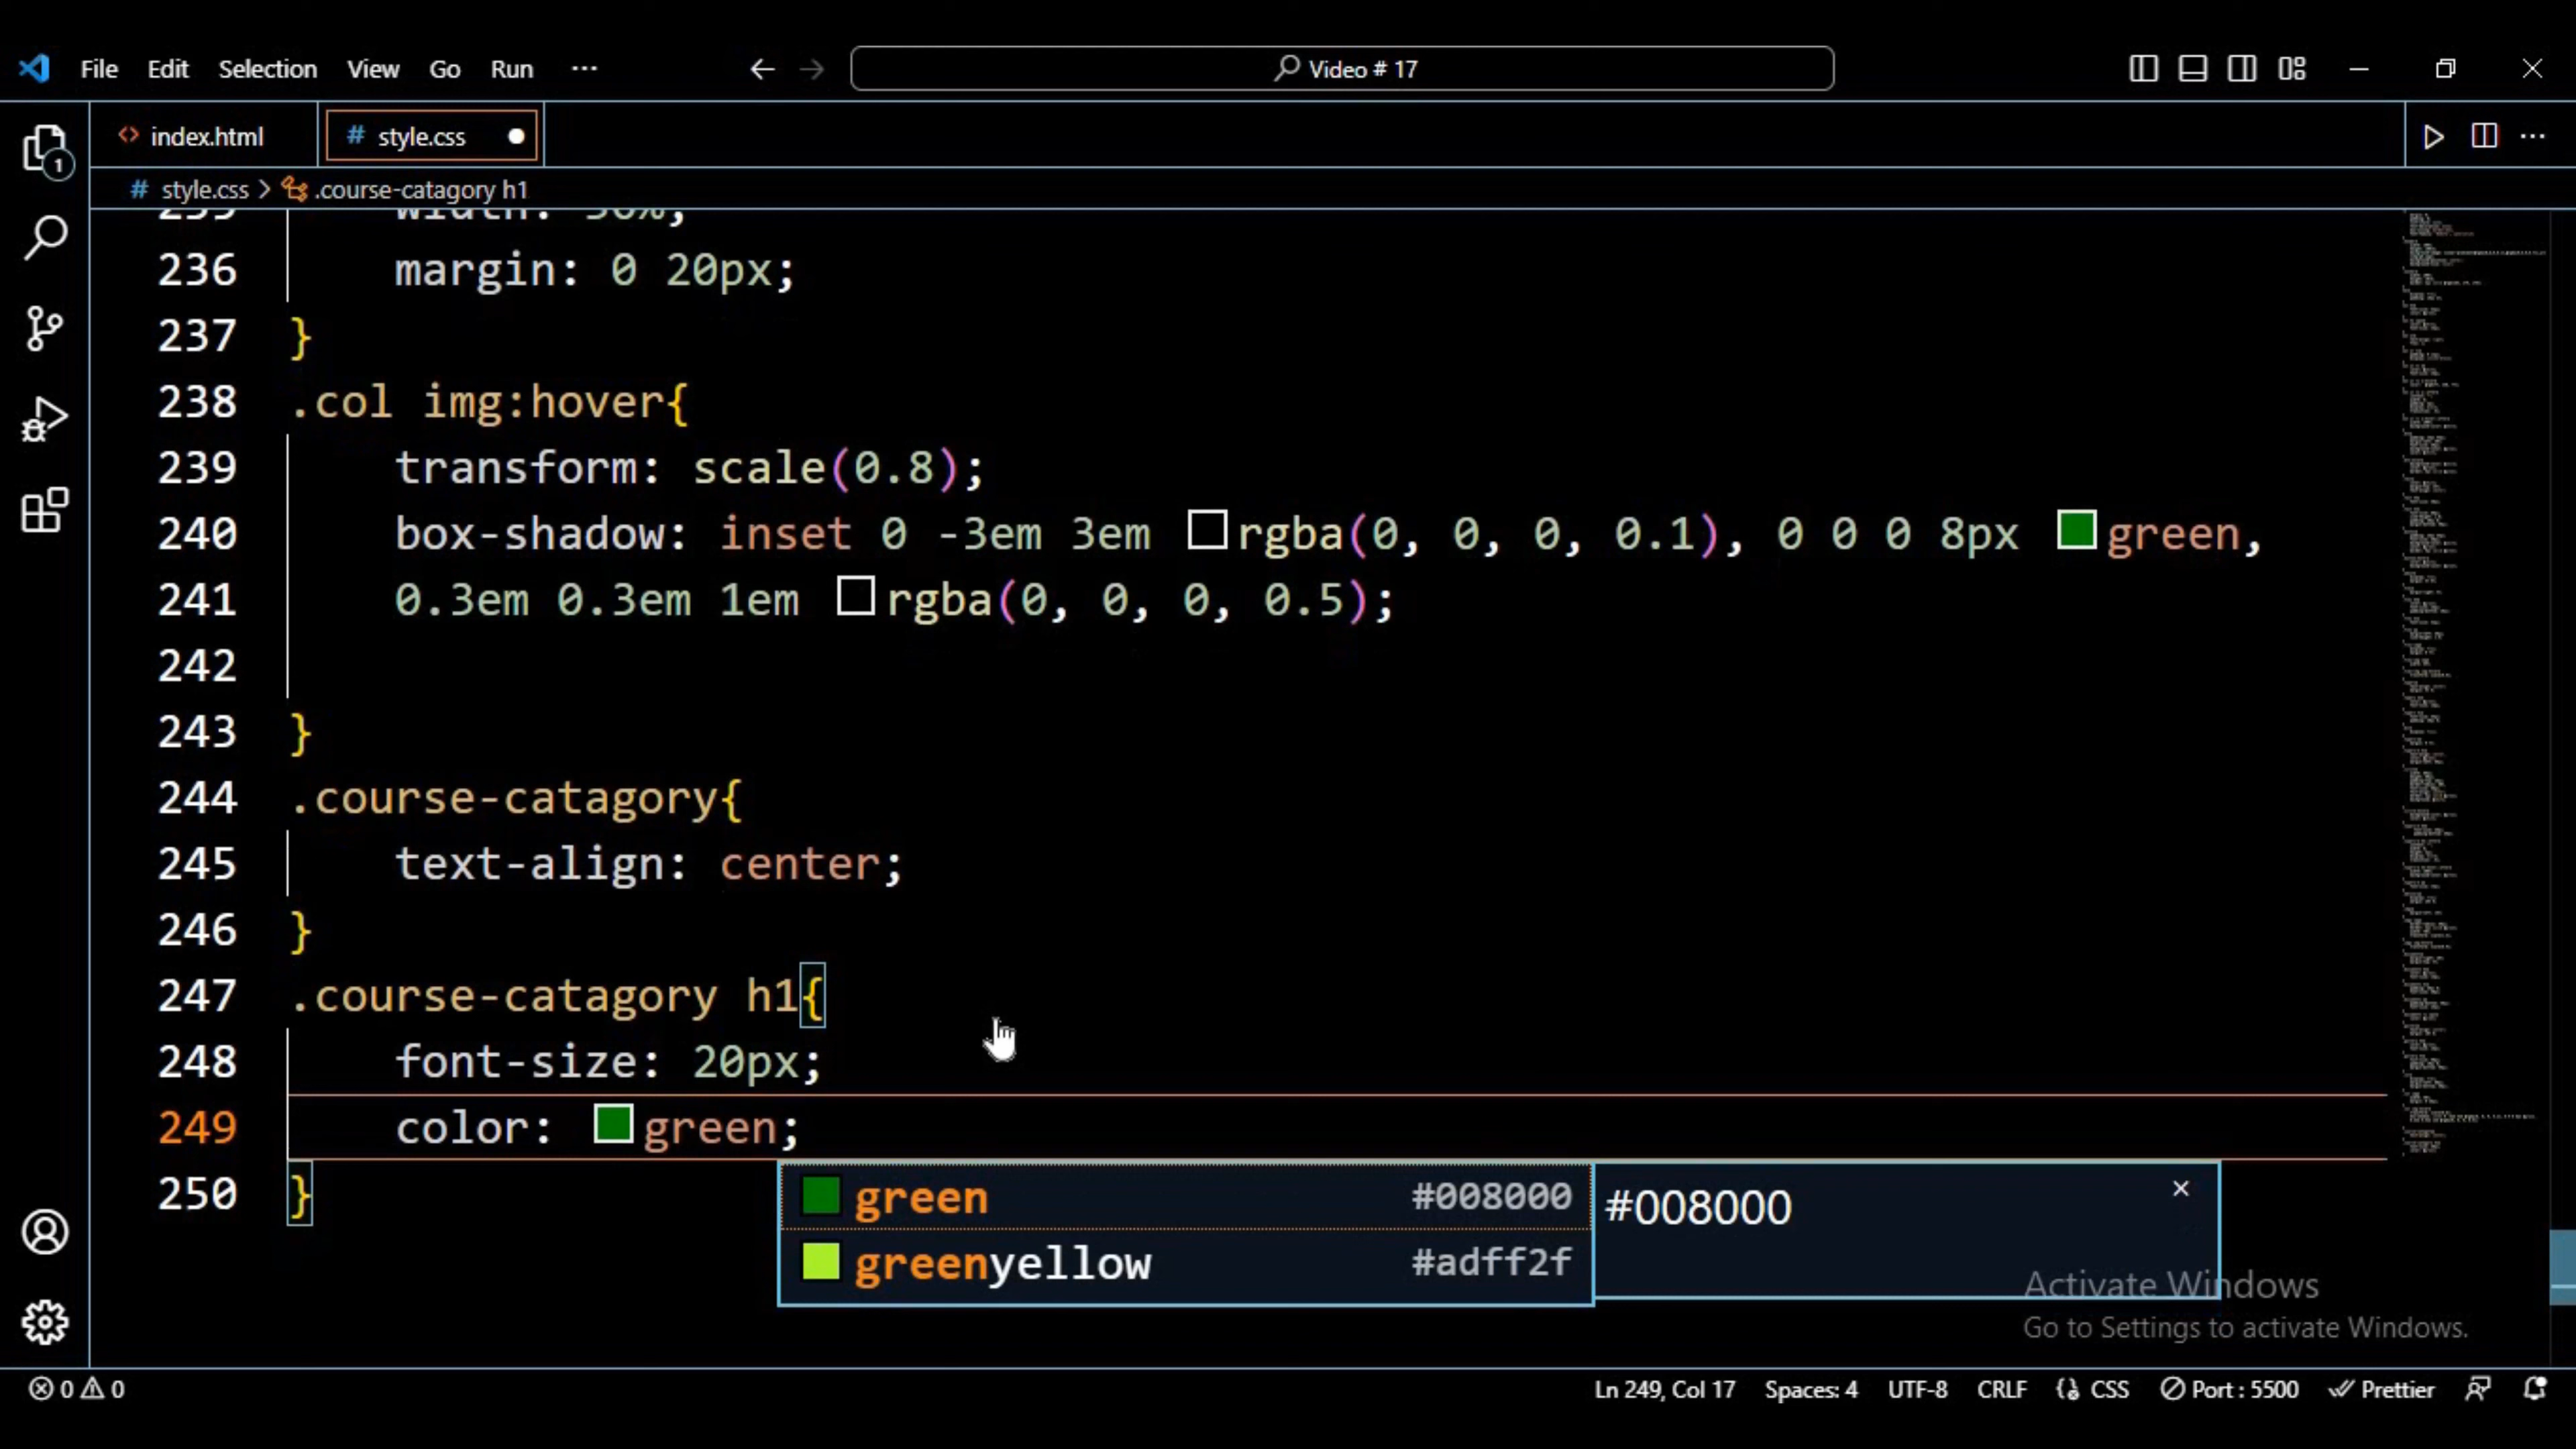 File Edit Selection View Go Run ···
Video # 17
<> index.html
# style.css
1
# style.css > .course-catagory h1
236 margin: 0 20px;
237 }
238 .col img:hover{
239 transform: scale(0.8);
240 box-shadow: inset 0 -3em 3em rgba(0, 0, 0, 0.1), 0 0 0 8px green,
241 0.3em 0.3em 1em rgba(0, 0, 0, 0.5);
242
243 }
244 .course-catagory{
245 text-align: center;
246 }
247 .course-catagory h1{
248 font-size: 20px;
249 color: green;
250 }
green #008000
greenyellow #adff2f
#008000
Activate Windows
Go to Settings to activate Windows.
0 0 Ln 249, Col 17 Spaces: 4 UTF-8 CRLF CSS Port : 5500 Prettier